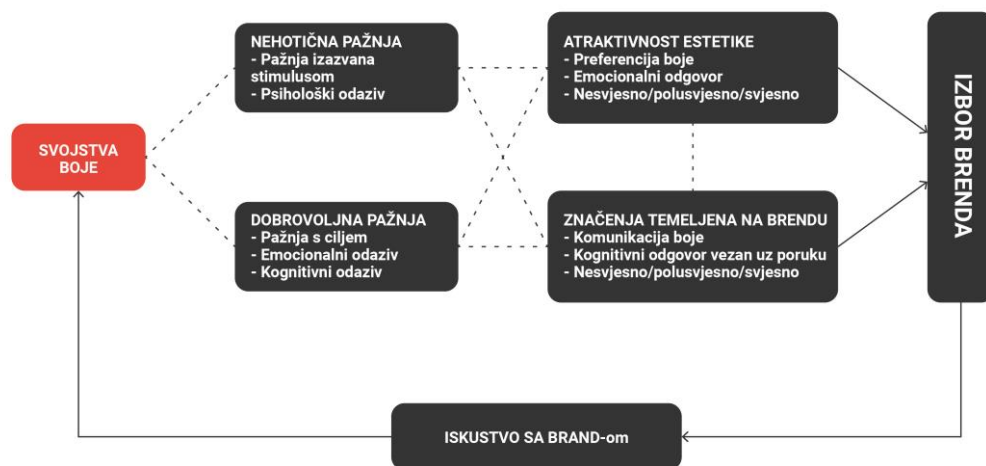 SVOJSTVA
BOJE
NEHOTIČNA PAŽNJA
- Pažnja izazvana
stimulusom
- Psihološki odaziv
DOBROVOLJNA PAŽNJA
- Pažnja s ciljem
- Emocionalni odaziv
- Kognitivni odaziv
ATRAKTIVNOST ESTETIKE
- Preferencija boje
- Emocionalni odgovor
- Nesvjesno/polusvjesno/svjesno
ZNAČENJA TEMELJENA NA BRENDU
- Komunikacija boje
- Kognitivni odgovor vezan uz poruku
- Nesvjesno/polusvjesno/svjesno
IZBOR BRENDA
ISKUSTVO SA BRAND-om